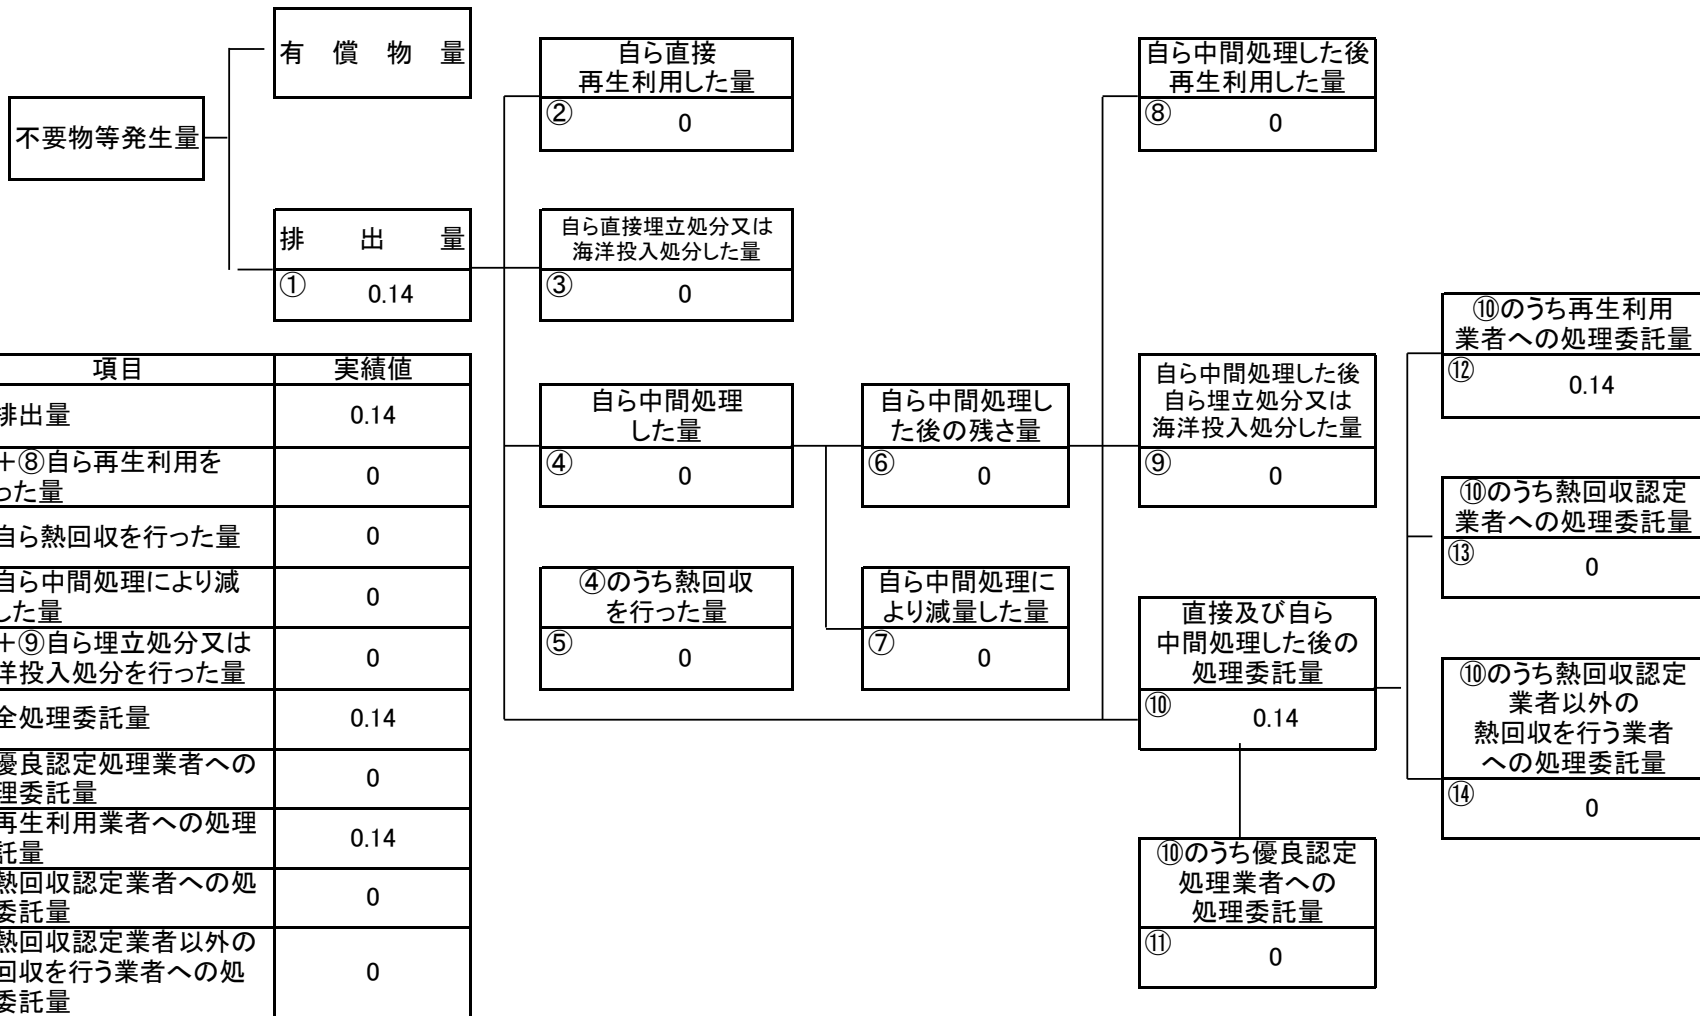 有償物量
不要物等発生量
排出量
①
0.14
自ら直接
再生利用した量
②
0
自ら直接埋立処分又は
海洋投入処分した量
③
0
自ら中間処理
した量
④
0
④のうち熱回収
を行った量
⑤
0
自ら中間処理し
た後の残さ量
⑥
0
自ら中間処理に
より減量した量
⑦
0
自ら中間処理した後
再生利用した量
⑧
0
自ら中間処理した後
自ら埋立処分又は
海洋投入処分した量
⑨
0
直接及び自ら
中間処理した後の
処理委託量
⑩
0.14
⑩のうち優良認定
処理業者への
処理委託量
⑪
0
⑩のうち再生利用
業者への処理委託量
⑫
0.14
⑩のうち熱回収認定
業者への処理委託量
⑬
0
⑩のうち熱回収認定
業者以外の
熱回収を行う業者
への処理委託量
⑭
0
項目
実績値
排出量
0.14
+⑧自ら再生利用を
った量
0
自ら熱回収を行った量
0
自ら中間処理により減
した量
0
+⑨自ら埋立処分又は
洋投入処分を行った量
0
全処理委託量
0.14
優良認定処理業者への
理委託量
0
再生利用業者への処理
託量
0.14
熱回収認定業者への処
委託量
0
熱回収認定業者以外の
回収を行う業者への処
委託量
0